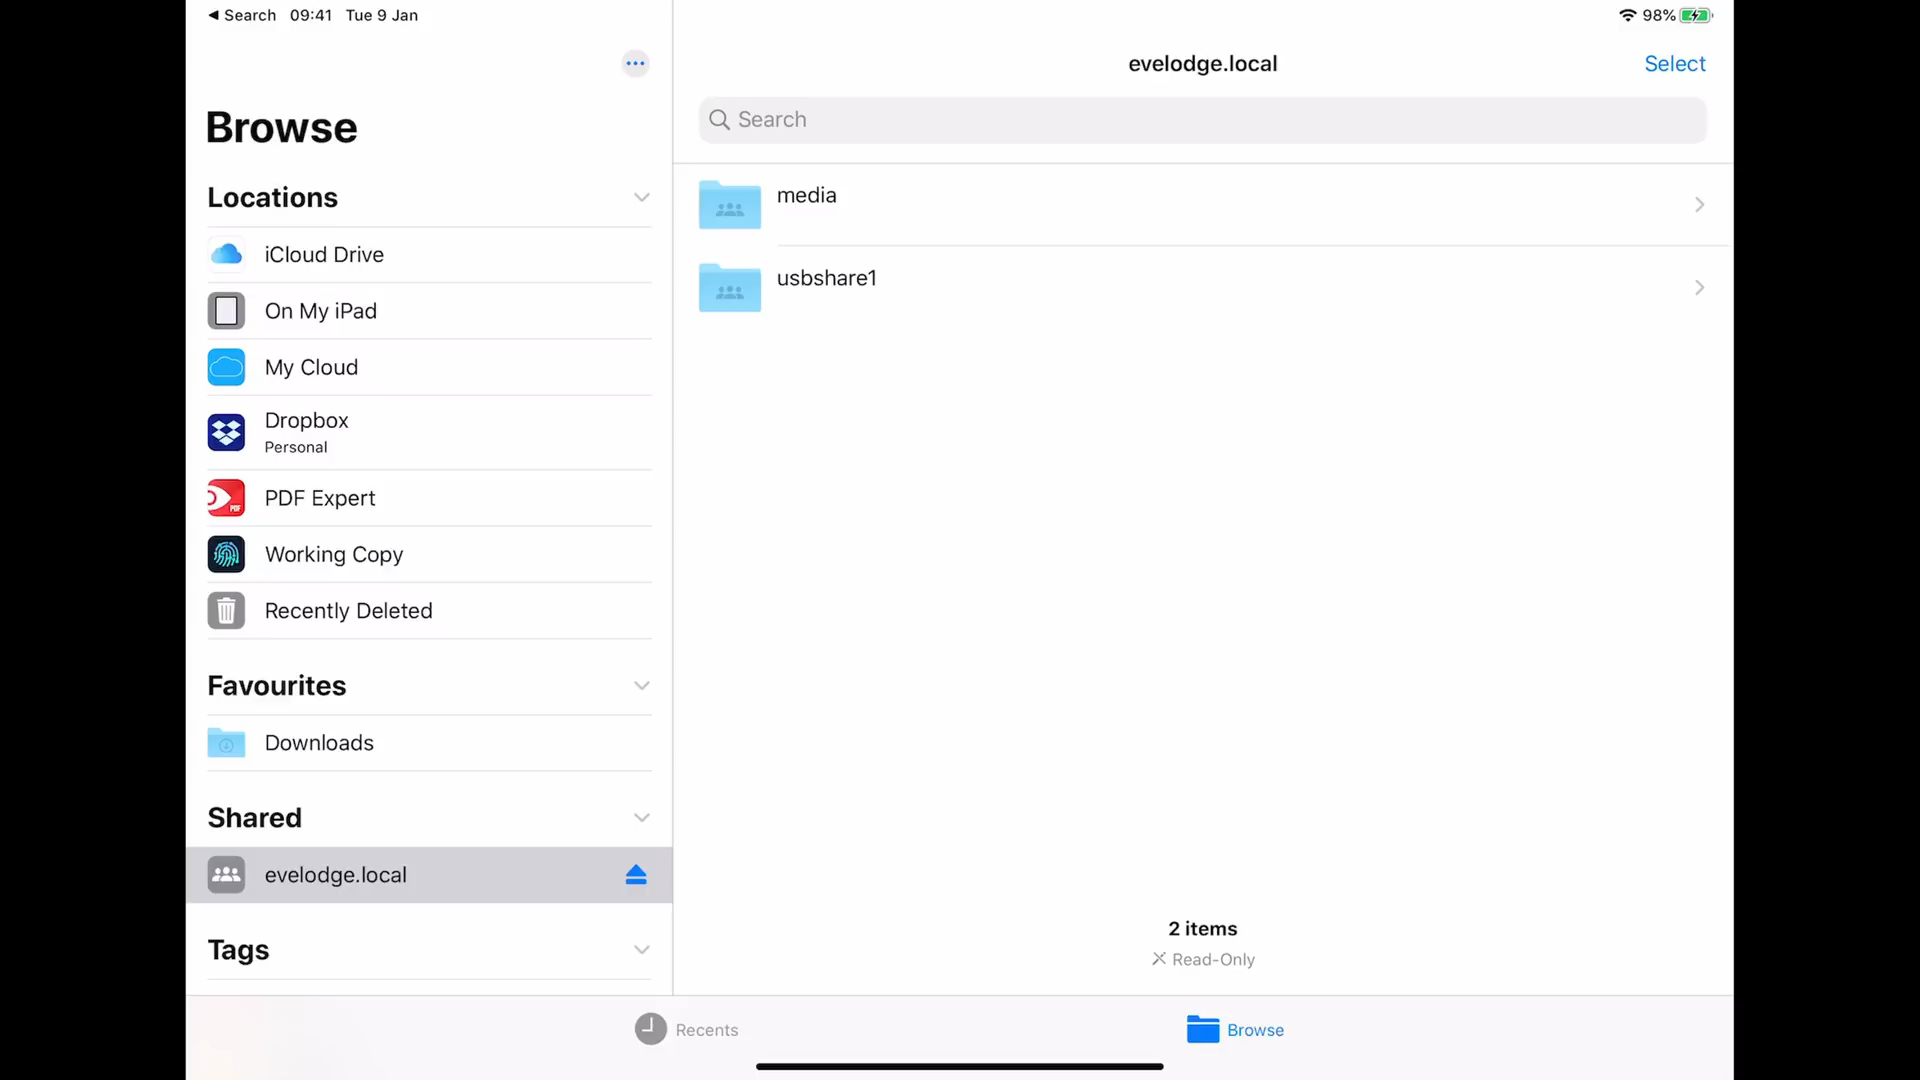 ◀ Search 09:41 Tue 9 Jan
98%
Browse
Locations
iCloud Drive
On My iPad
My Cloud
Dropbox
Personal
PDF Expert
PDF
Working Copy
Recently Deleted
Favourites
Downloads
Shared
evelodge.local
Tags
evelodge.local
Select
Search
media
usbshare1
2 items
Read-Only
Recents
Browse